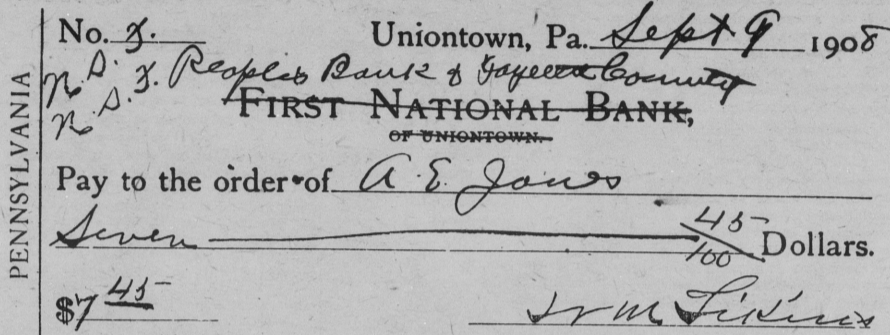 No. X. Uniontown, Pa. Sept 9 1908
N. S. X. Peoples Bank of Fayette County
N. S.
FIRST NATIONAL BANK,
OF UNIONTOWN.
Pay to the order of A. E. Jones
Seven 45/100 Dollars.
$7 45
PENNSYLVANIA